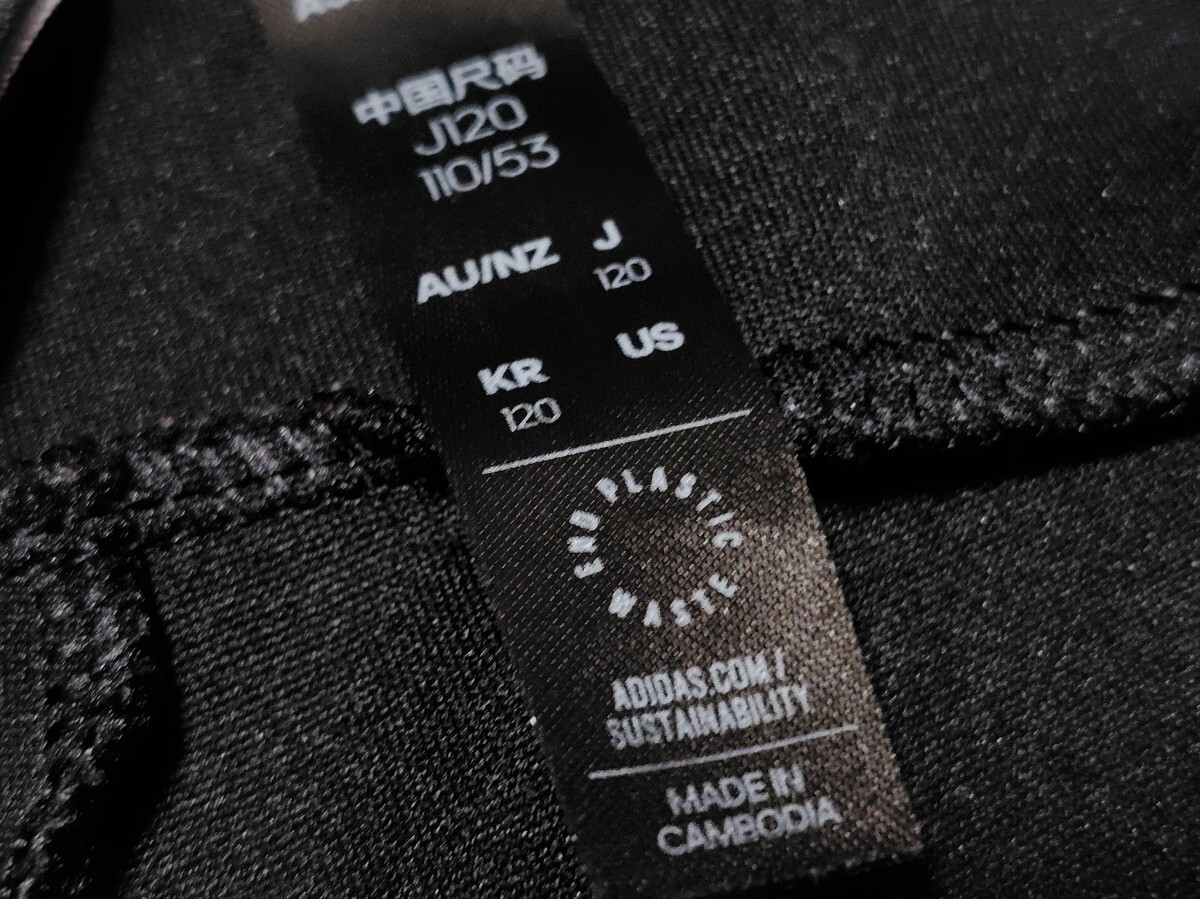 中国尺码
J120
110/53
AU/NZ J
120
US
KR
120
END PLASTIC WASTE
ADIDAS.COM/
SUSTAINABILITY
MADE IN
CAMBODIA